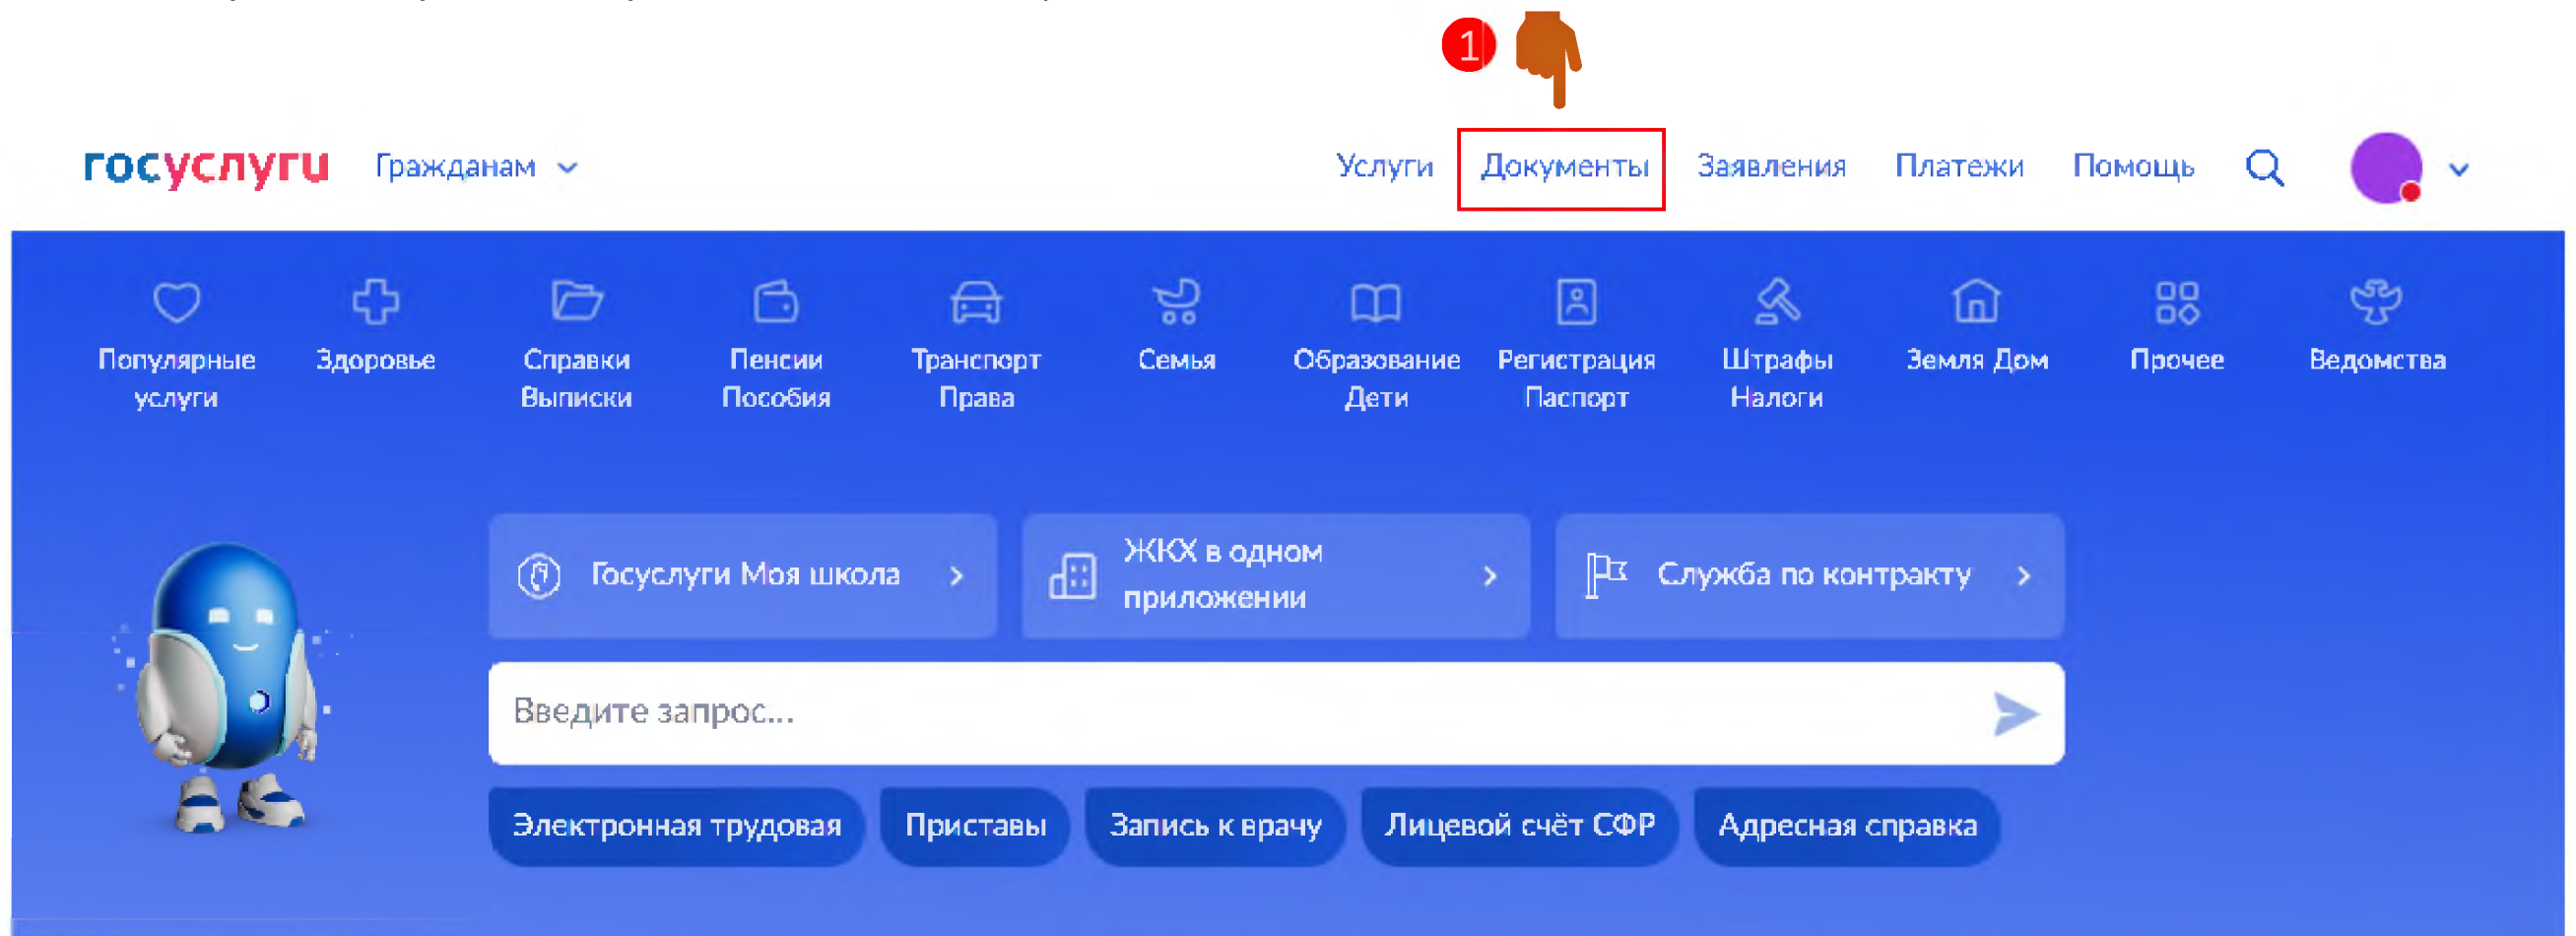 1
госуслуги Гражданам Услуги Документы Заявления Платежи Помощь
Популярные услуги
Здоровье
Справки Выписки
Пенсии Пособия
Транспорт Права
Семья
Образование Дети
Регистрация Паспорт
Штрафы Налоги
Земля Дом
Прочее
Ведомства
Госуслуги Моя школа
ЖКХ в одном
приложении
Служба по контракту
Введите запрос...
Электронная трудовая Приставы Запись к врачу Лицевой счёт СФР Адресная справка